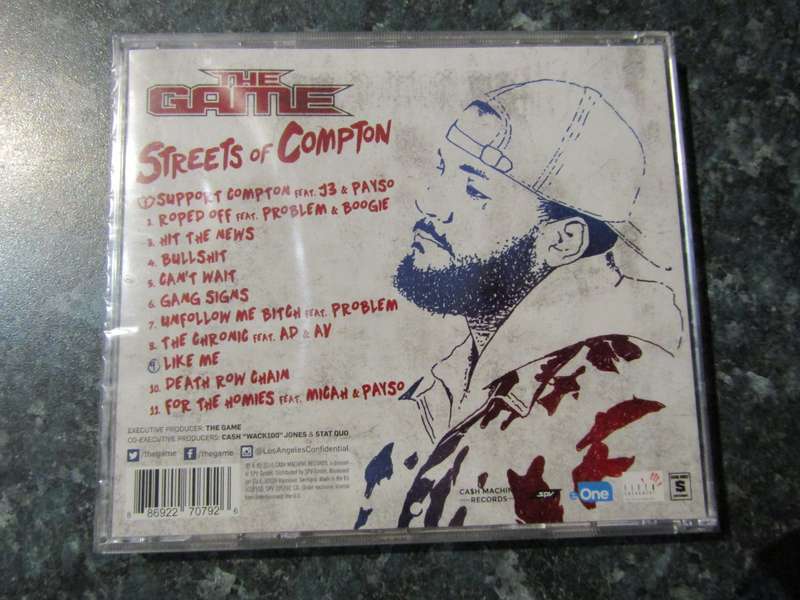 THE GAME
STREETS OF COMPTON
1. SUPPORT COMPTON FEAT. J3 & PAYSO
2. ROPED OFF FEAT. PROBLEM & BOOGIE
3. HIT THE NEWS
4. BULLSHIT
5. CAN'T WAIT
6. GANG SIGNS
7. UNFOLLOW ME BITCH FEAT. PROBLEM
8. THE CHRONIC FEAT. AD & AV
9. LIKE ME
10. DEATH ROW CHAIN
11. FOR THE HOMIES FEAT. MICAH & PAYSO
EXECUTIVE PRODUCER: THE GAME
CO-EXECUTIVE PRODUCERS: CASH "WACK100" JONES & STAT QUO
/thegame /thegame @LosAngelesConfidential
8 86922 70792 6
CA$H MACHINE RECORDS
SPV
eOne
S